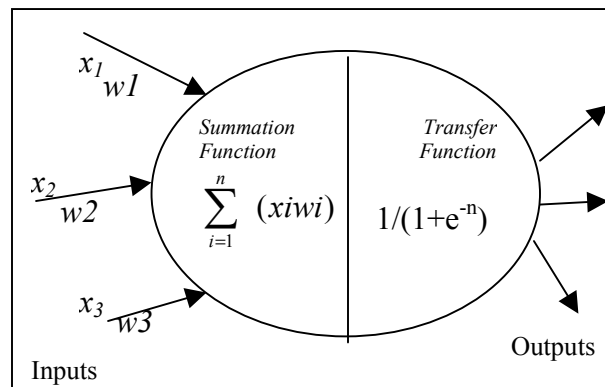 x1
w1
Summation
Function
Transfer
Function
x2
w2
n
∑ (xiwi)
i=1
1/(1+e-n)
x3
w3
Inputs
Outputs